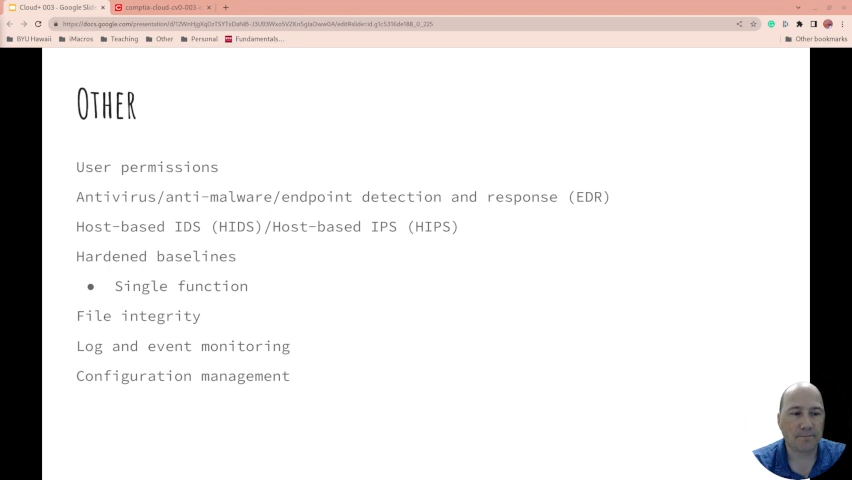 Cloud+ 003 - Google Slide
comptia-cloud-cv0-003-e
BYU Hawaii
iMacros
Teaching
Other
Personal
Fundamentals...
Other bookmarks
Other
User permissions
Antivirus/anti-malware/endpoint detection and response (EDR)
Host-based IDS (HIDS)/Host-based IPS (HIPS)
Hardened baselines
● Single function
File integrity
Log and event monitoring
Configuration management